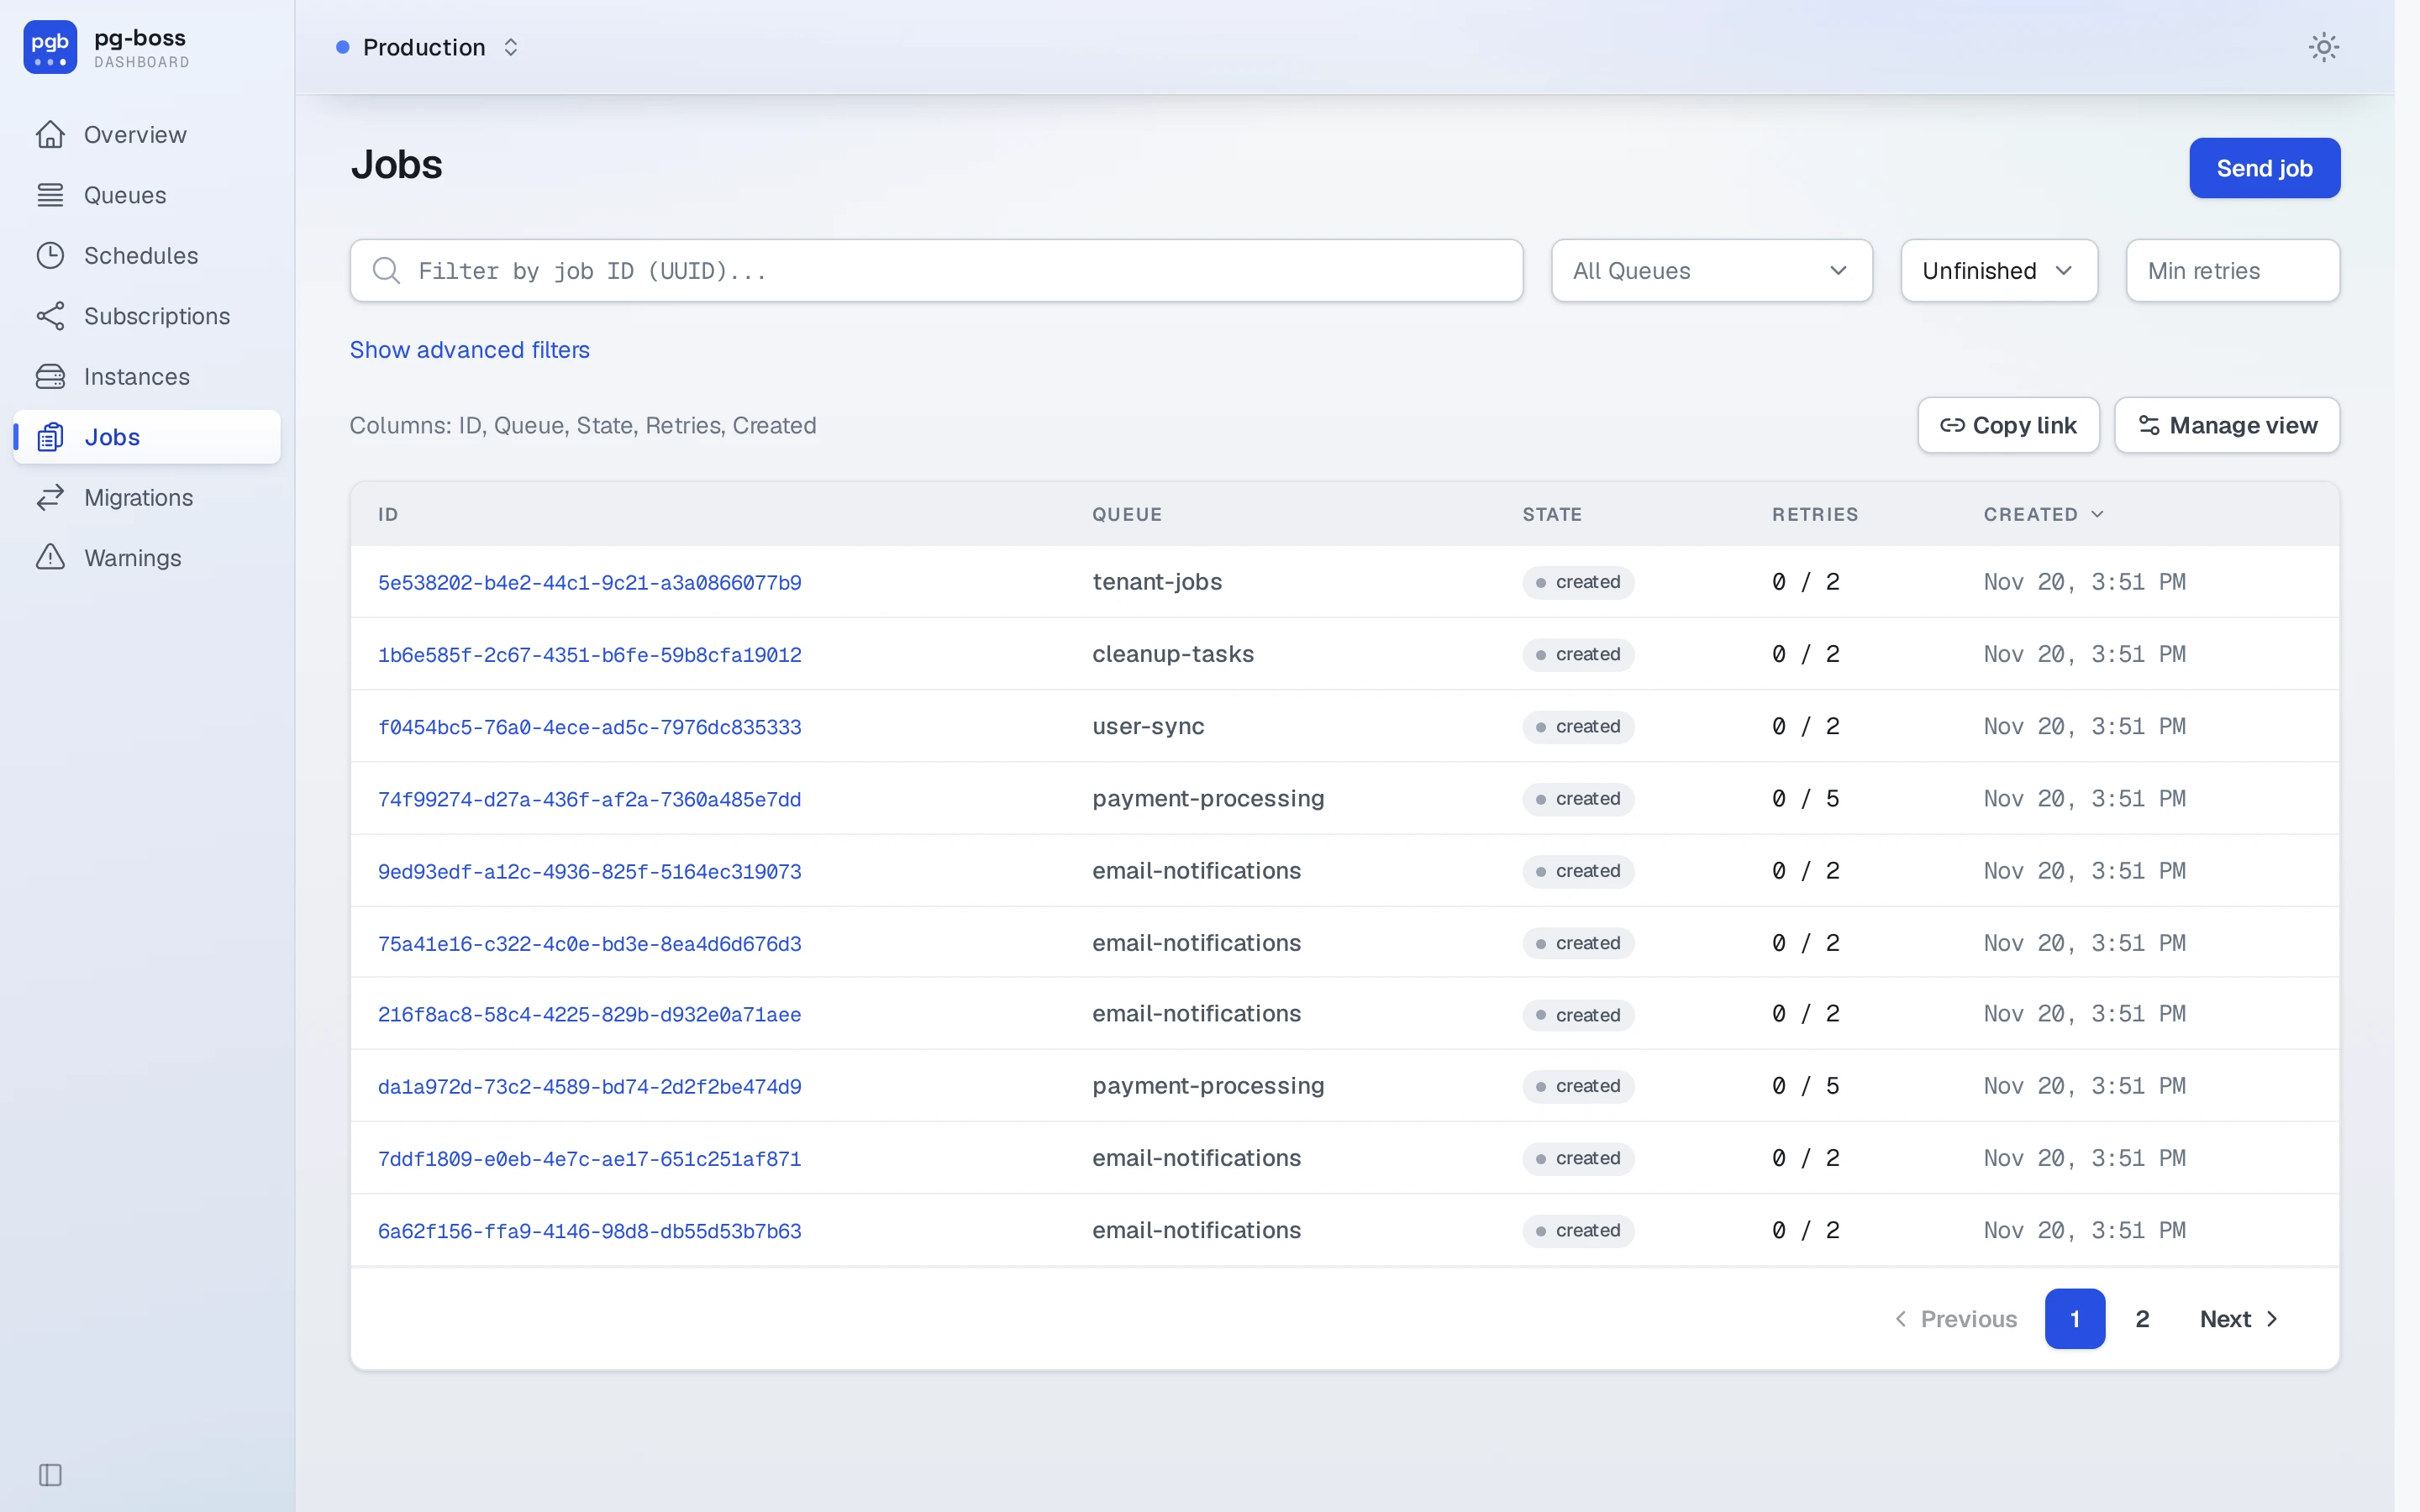 pgb
pg-boss
DASHBOARD
Overview
Queues
Schedules
Subscriptions
Instances
Jobs
Migrations
Warnings
Production
Jobs
Send job
Filter by job ID (UUID)...
All Queues
Unfinished
Min retries
Show advanced filters
Columns: ID, Queue, State, Retries, Created
Copy link
Manage view
ID QUEUE STATE RETRIES CREATED
5e538202-b4e2-44c1-9c21-a3a0866077b9 tenant-jobs created 0 / 2 Nov 20, 3:51 PM
1b6e585f-2c67-4351-b6fe-59b8cfa19012 cleanup-tasks created 0 / 2 Nov 20, 3:51 PM
f0454bc5-76a0-4ece-ad5c-7976dc835333 user-sync created 0 / 2 Nov 20, 3:51 PM
74f99274-d27a-436f-af2a-7360a485e7dd payment-processing created 0 / 5 Nov 20, 3:51 PM
9ed93edf-a12c-4936-825f-5164ec319073 email-notifications created 0 / 2 Nov 20, 3:51 PM
75a41e16-c322-4c0e-bd3e-8ea4d6d676d3 email-notifications created 0 / 2 Nov 20, 3:51 PM
216f8ac8-58c4-4225-829b-d932e0a71aee email-notifications created 0 / 2 Nov 20, 3:51 PM
da1a972d-73c2-4589-bd74-2d2f2be474d9 payment-processing created 0 / 5 Nov 20, 3:51 PM
7ddf1809-e0eb-4e7c-ae17-651c251af871 email-notifications created 0 / 2 Nov 20, 3:51 PM
6a62f156-ffa9-4146-98d8-db55d53b7b63 email-notifications created 0 / 2 Nov 20, 3:51 PM
Previous 1 2 Next